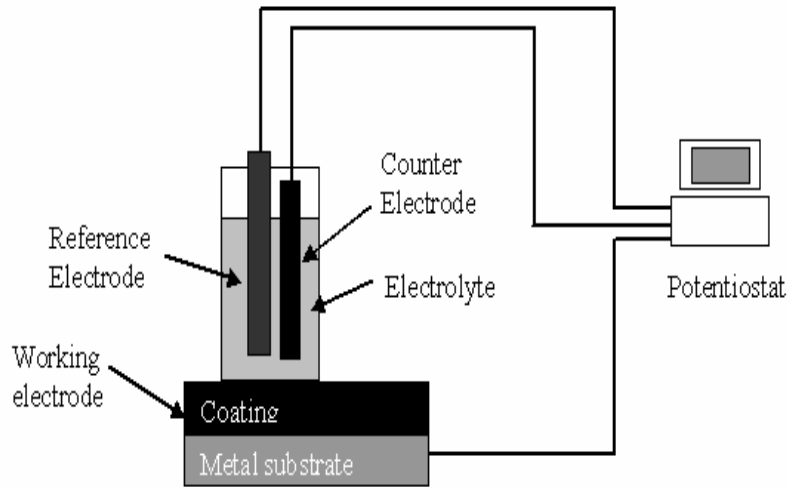 Counter
Electrode
Reference
Electrode
Electrolyte
Potentiostat
Working
electrode
Coating
Metal substrate